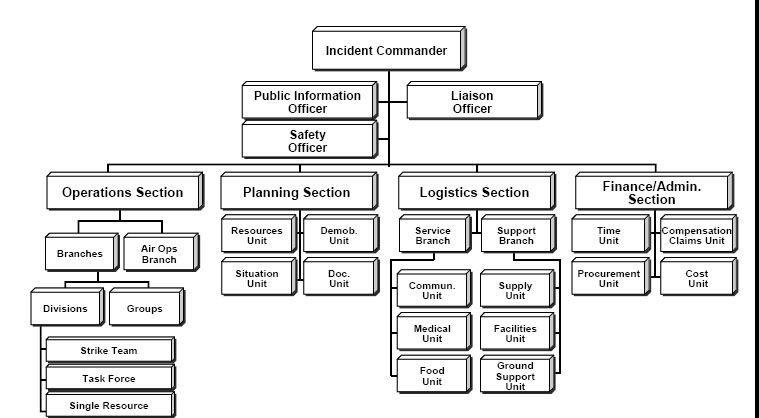 Incident Commander
Public Information
Officer
Liaison
Officer
Safety
Officer
Operations Section
Planning Section
Logistics Section
Finance/Admin.
Section
Branches
Air Ops
Branch
Resources
Unit
Demob.
Unit
Service
Branch
Support
Branch
Time
Unit
Compensation
Claims Unit
Situation
Unit
Doc.
Unit
Procurement
Unit
Cost
Unit
Divisions
Groups
Commun.
Unit
Supply
Unit
Medical
Unit
Facilities
Unit
Strike Team
Task Force
Food
Unit
Ground
Support
Unit
Single Resource